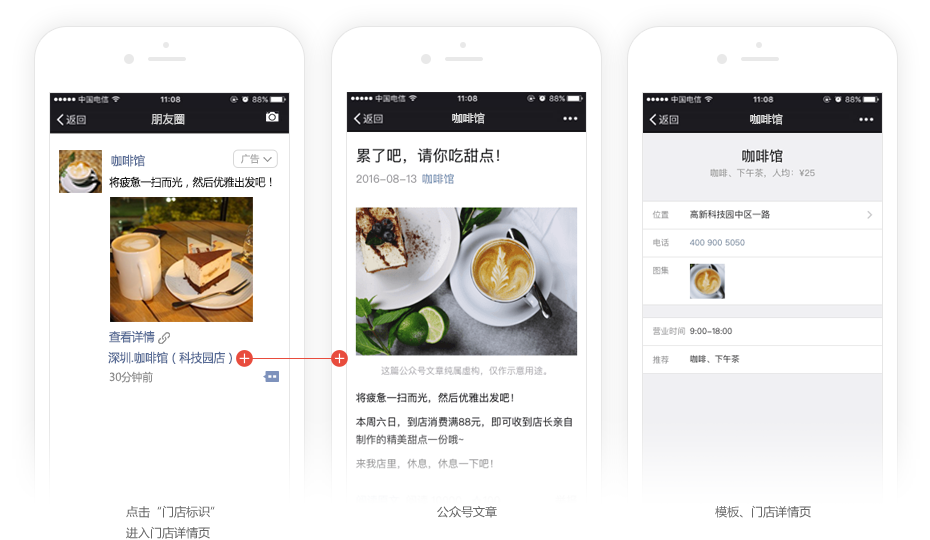 中国电信
11:08
88%
返回
朋友圈
咖啡馆
广告
将疲惫一扫而光，然后优雅出发吧！
查看详情
深圳.咖啡馆（科技园店）
30分钟前
点击“门店标识”
进入门店详情页
中国电信
11:08
88%
返回
咖啡馆
累了吧，请你吃甜点！
2016-08-13 咖啡馆
这篇公众号文章纯属虚构，仅作示意用途。
将疲惫一扫而光，然后优雅出发吧！
本周六日，到店消费满88元，即可收到店长亲自
制作的精美甜点一份哦~
来我店里，休息，休息一下吧！
公众号文章
中国电信
11:08
88%
返回
咖啡馆
咖啡馆
咖啡、下午茶，人均：¥25
位置 高新科技园中区一路
电话 400 900 5050
图集
营业时间 9:00-18:00
推荐 咖啡、下午茶
模板、门店详情页